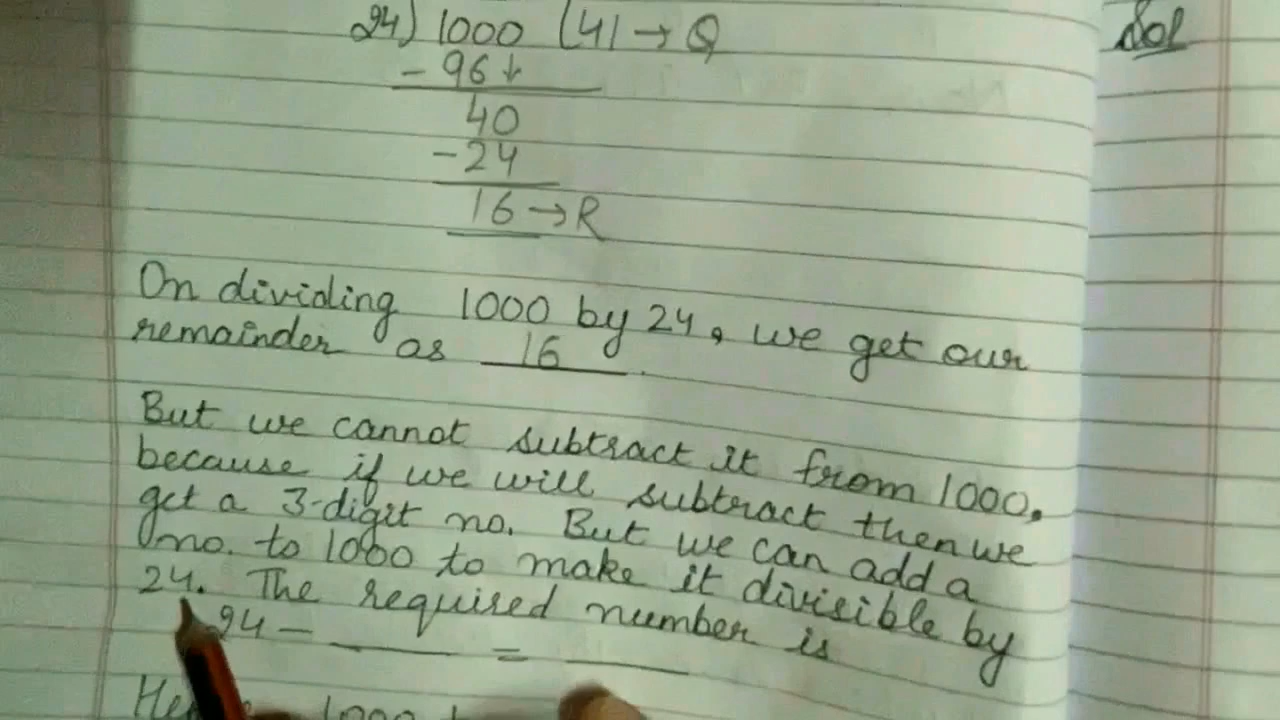 24) 1000 (41 → Q
- 96↓
40
- 24
16 → R
On dividing 1000 by 24, we get our
remainder as 16.
But we cannot subtract it from 1000,
because if we will subtract then we
get a 3-digit no. But we can add a
no. to 1000 to make it divisible by
24. The required number is
24 - ____ = ____
1000
Sol